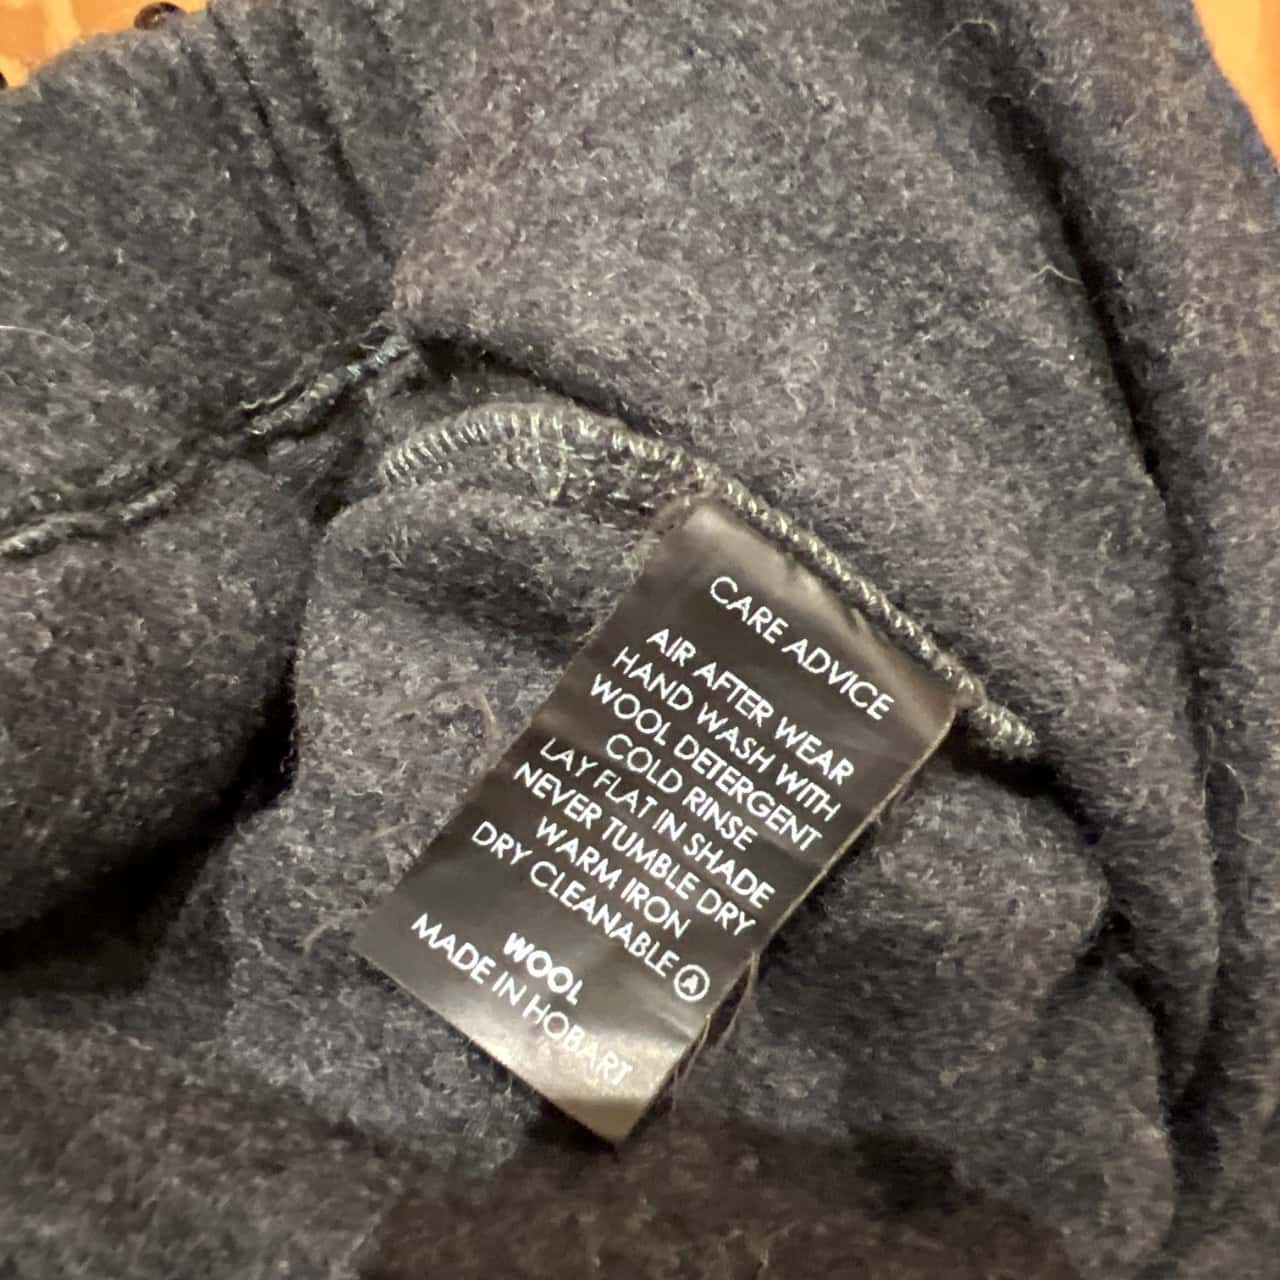 CARE ADVICE
AIR AFTER WEAR
HAND WASH WITH
WOOL DETERGENT
COLD RINSE
LAY FLAT IN SHADE
NEVER TUMBLE DRY
WARM IRON
DRY CLEANABLE Ⓐ
WOOL
MADE IN HOBART